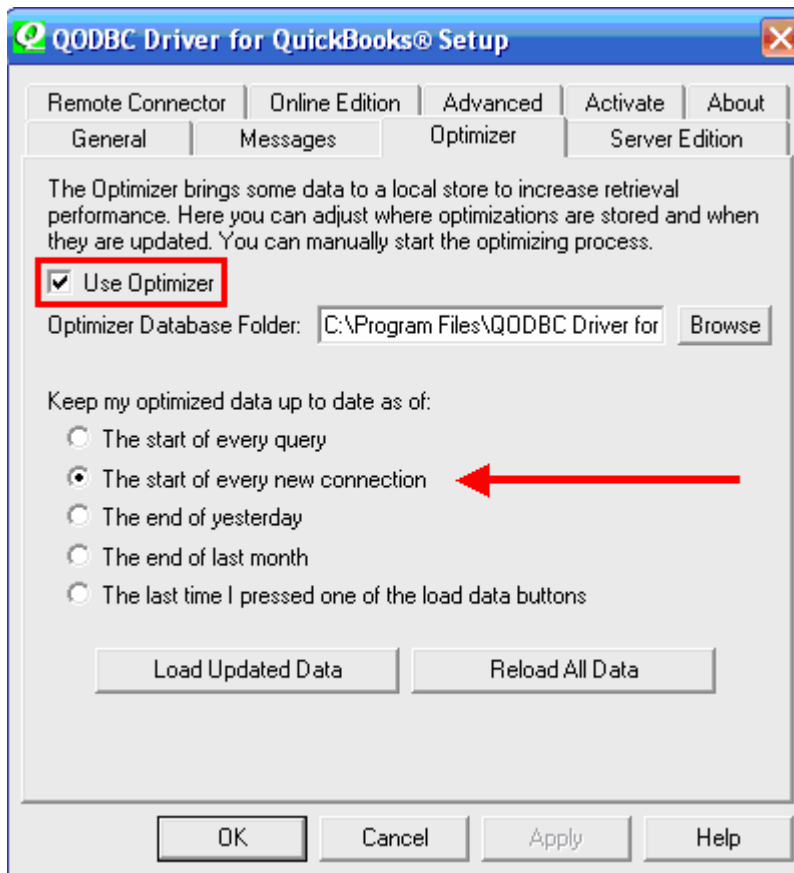 QODBC Driver for QuickBooks® Setup
Remote Connector Online Edition Advanced Activate About
General Messages Optimizer Server Edition
The Optimizer brings some data to a local store to increase retrieval
performance. Here you can adjust where optimizations are stored and when
they are updated. You can manually start the optimizing process.
Use Optimizer
Optimizer Database Folder: C:\Program Files\QODBC Driver for Browse
Keep my optimized data up to date as of:
The start of every query
The start of every new connection
The end of yesterday
The end of last month
The last time I pressed one of the load data buttons
Load Updated Data Reload All Data
OK Cancel Apply Help